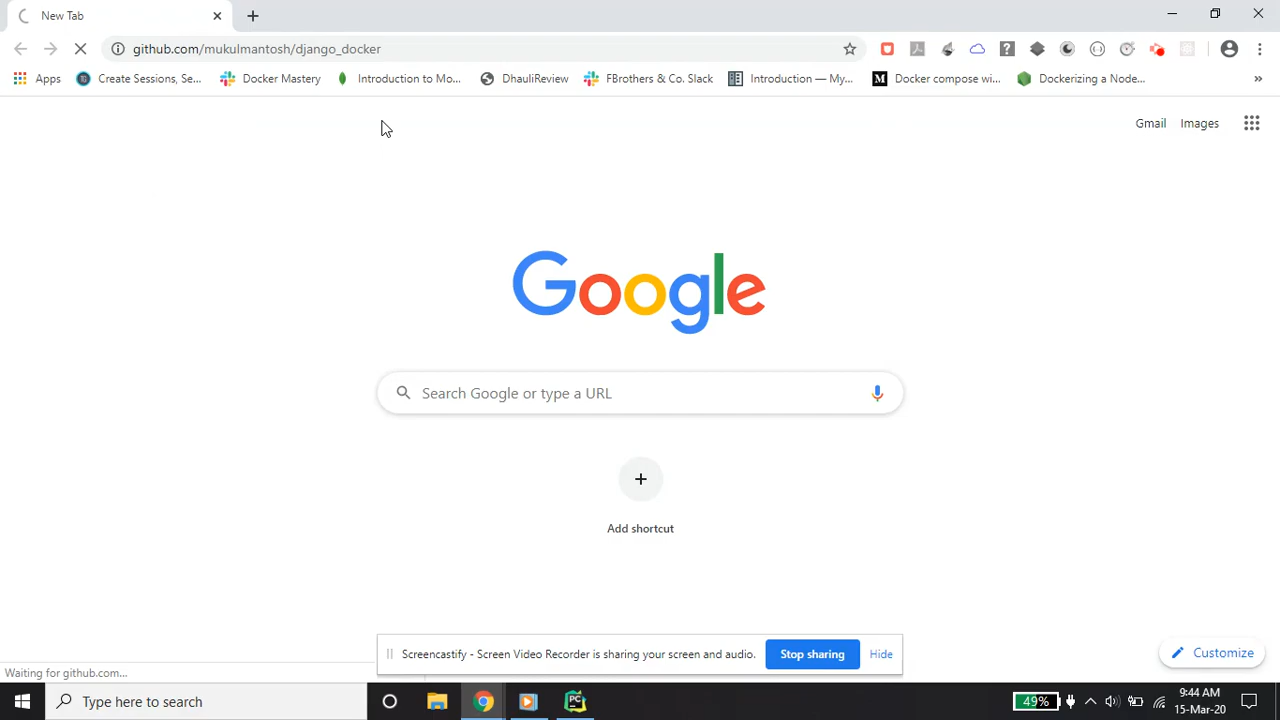 New Tab
github.com/mukulmantosh/django_docker
Apps
Create Sessions, Se...
Docker Mastery
Introduction to Mo...
DhauliReview
FBrothers & Co. Slack
Introduction — My...
Docker compose wi...
Dockerizing a Node...
»
Gmail
Images
Google
Search Google or type a URL
Add shortcut
Screencastify - Screen Video Recorder is sharing your screen and audio.
Stop sharing
Hide
Customize
Waiting for github.com...
Type here to search
PC
49%
9:44 AM
15-Mar-20